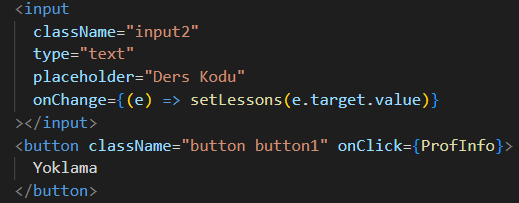 <input
className="input2"
type="text"
placeholder="Ders Kodu"
onChange={(e) => setLessons(e.target.value)}
></input>
<button className="button button1" onClick={ProfInfo}>
Yoklama
</button>